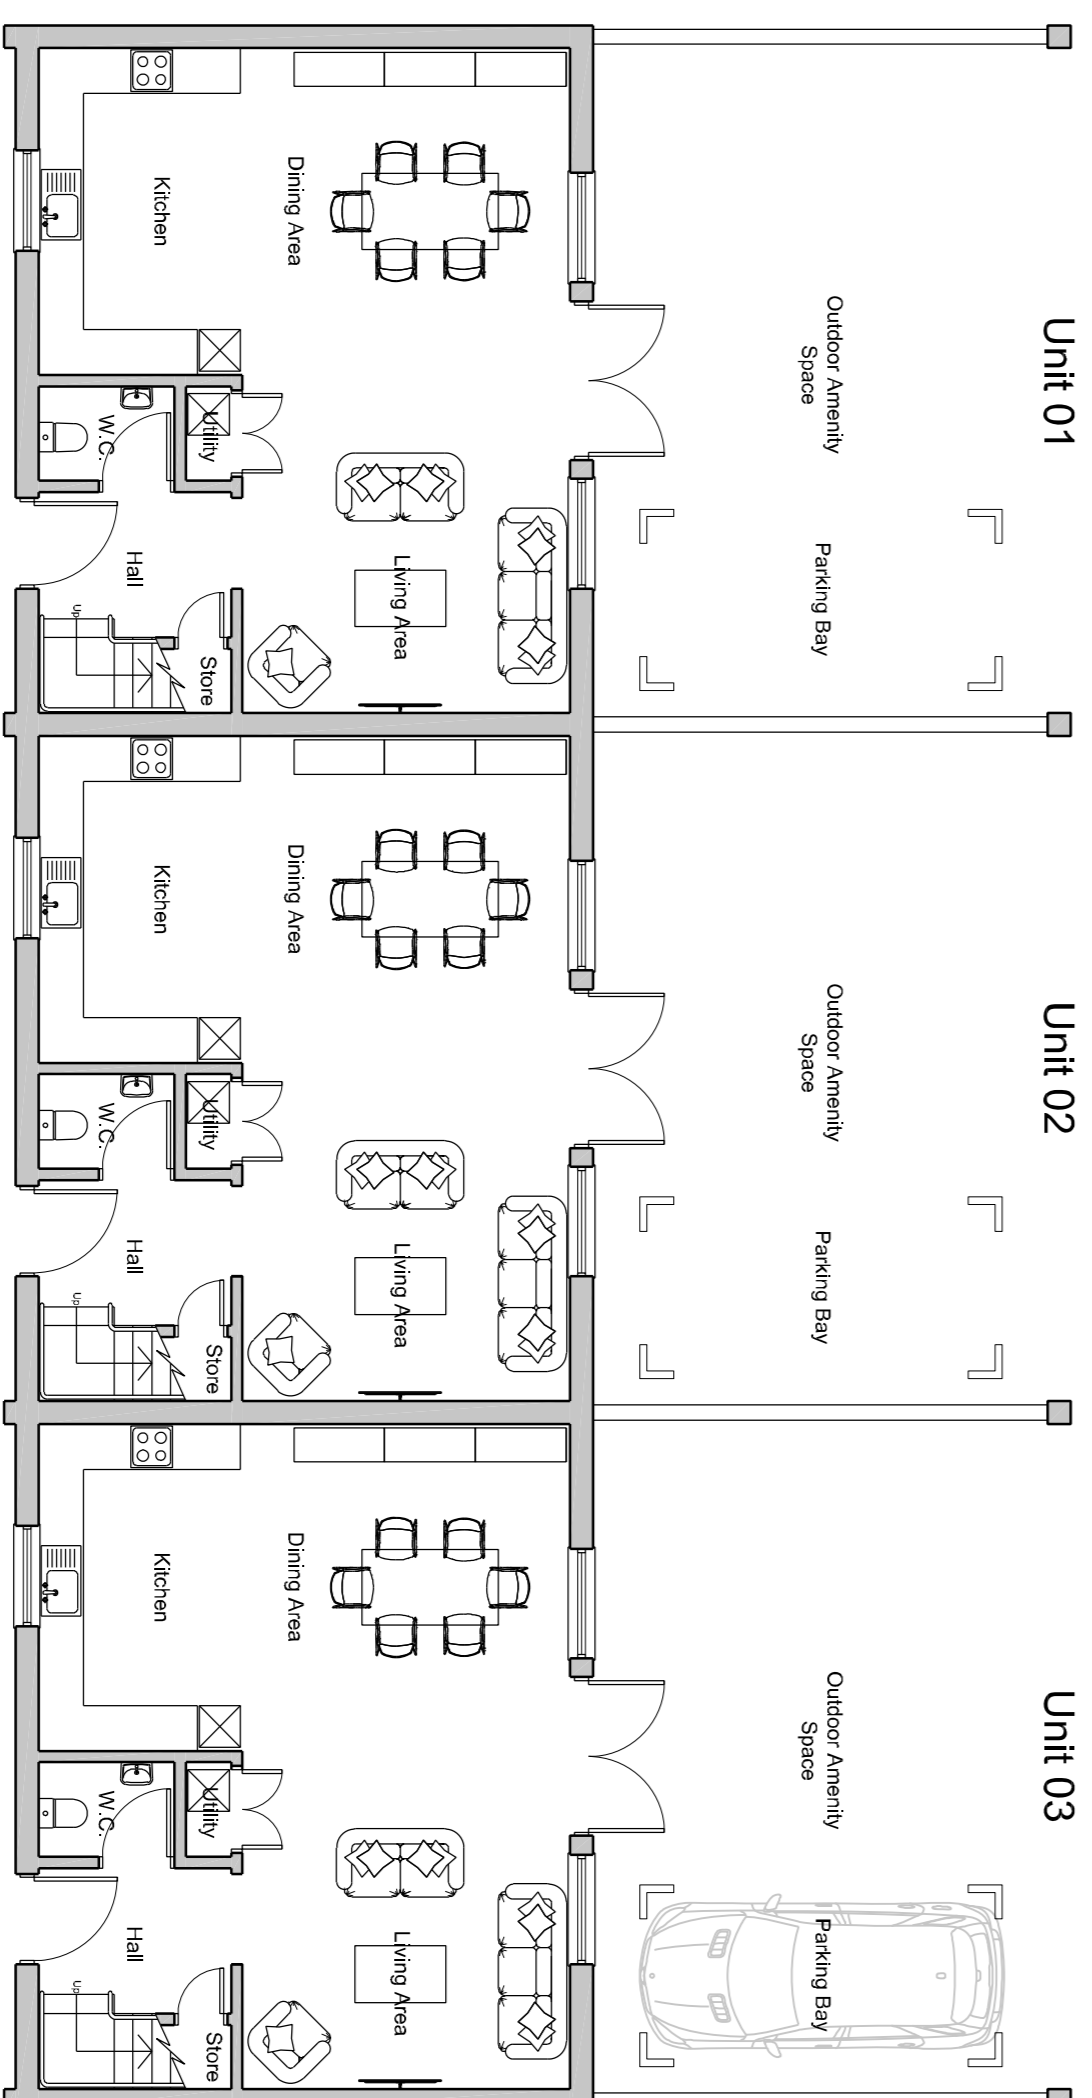 Unit 01
Outdoor Amenity
Space
Parking Bay
Dining Area
Living Area
Kitchen
Utility
W.C.
Hall
Store
Up
Unit 02
Outdoor Amenity
Space
Parking Bay
Dining Area
Living Area
Kitchen
Utility
W.C.
Hall
Store
Up
Unit 03
Outdoor Amenity
Space
Parking Bay
Dining Area
Living Area
Kitchen
Utility
W.C.
Hall
Store
Up